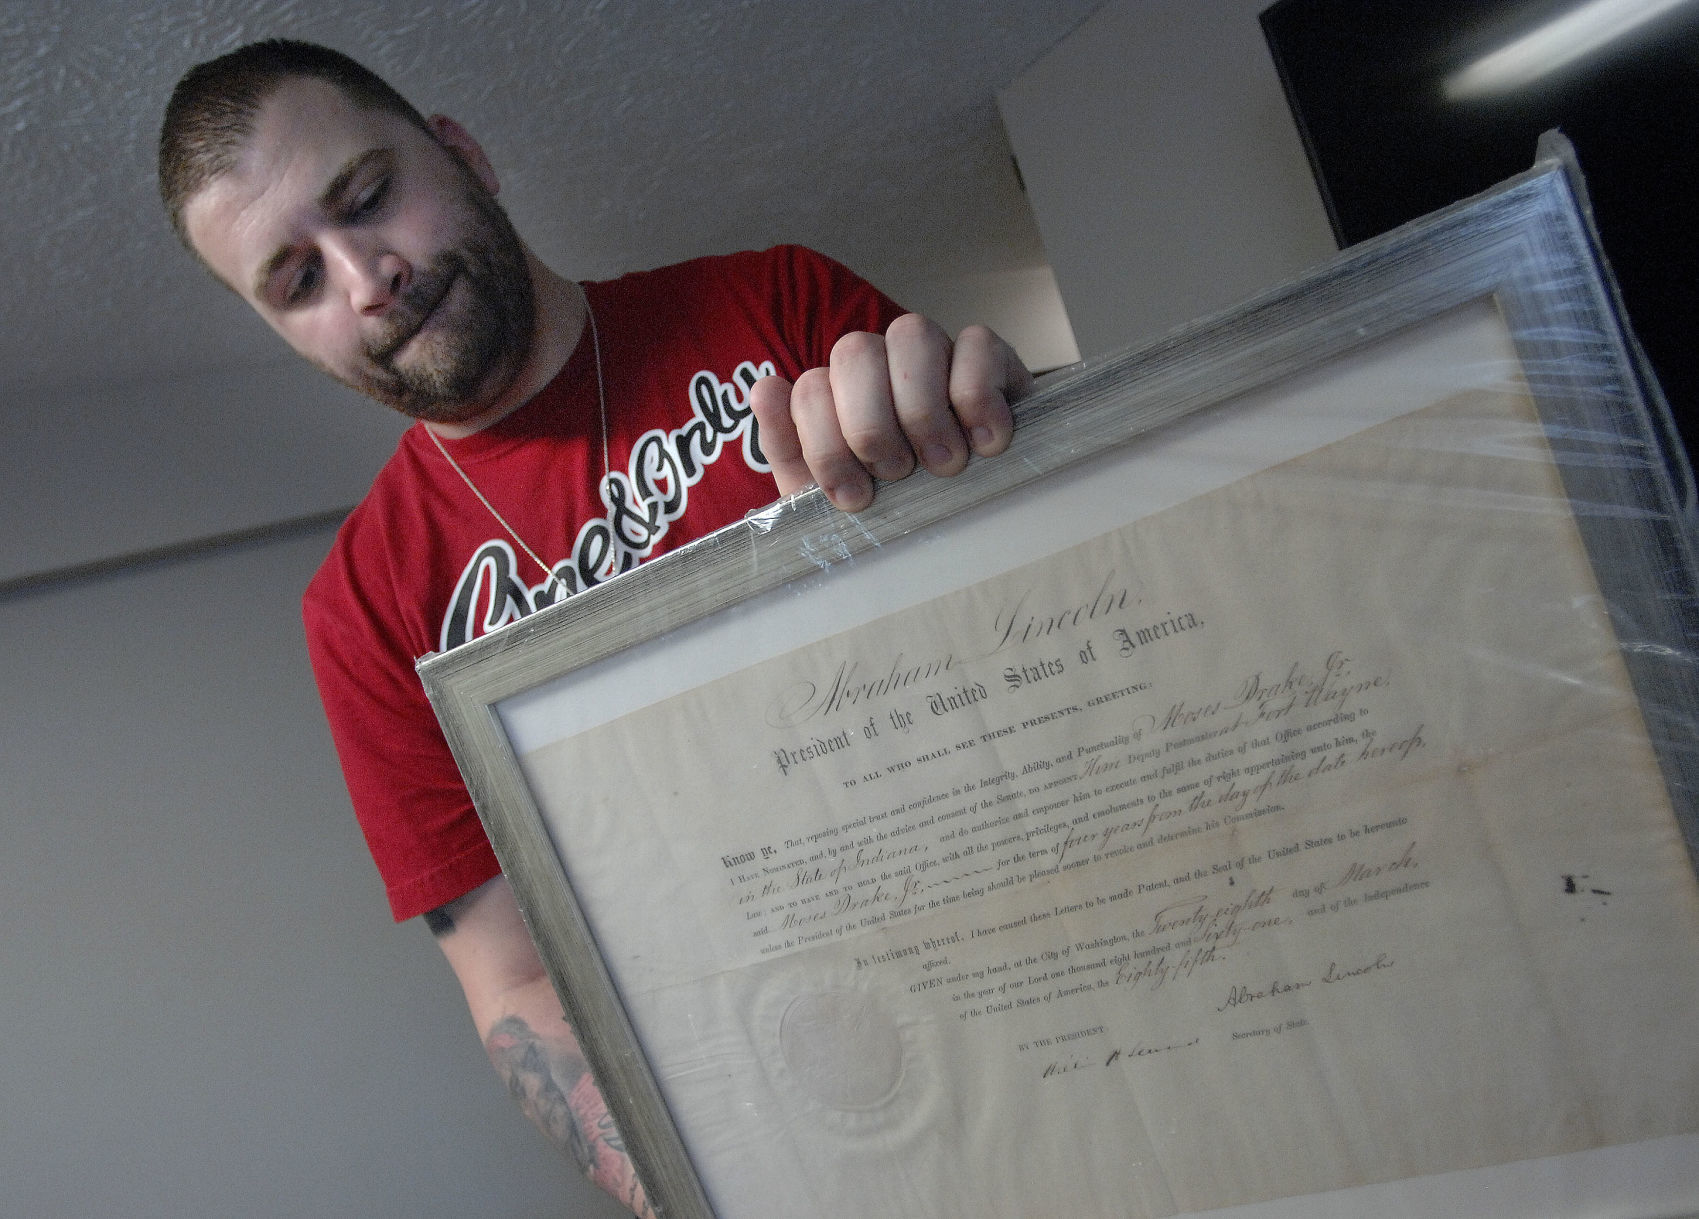 One & Only
Abraham Lincoln.
President of the United States of America,
TO ALL WHO SHALL SEE THESE PRESENTS, GREETING:
Know ye, That, reposing special trust and confidence in the Integrity, Ability, and Punctuality of Moses Drake, Jr.
I HAVE NOMINATED, and, by and with the advice and consent of the Senate, DO APPOINT Him Deputy Postmaster at Fort Wayne,
in the State of Indiana, and do authorize and empower him to execute and fulfil the duties of that Office according to
Law; AND TO HAVE AND TO HOLD the said Office, with all the powers, privileges, and emoluments to the same of right appertaining unto him, the
said Moses Drake, Jr., for the term of four years from the day of the date hereof,
unless the President of the United States for the time being should be pleased sooner to revoke and determine his Commission.
In testimony whereof, I have caused these Letters to be made Patent, and the Seal of the United States to be hereunto
affixed.
GIVEN under my hand, at the City of Washington, the Twenty eighth day of March,
in the year of our Lord one thousand eight hundred and Sixty-one, and of the Independence
of the United States of America, the Eighty fifth.
Abraham Lincoln
BY THE PRESIDENT:
Secretary of State.